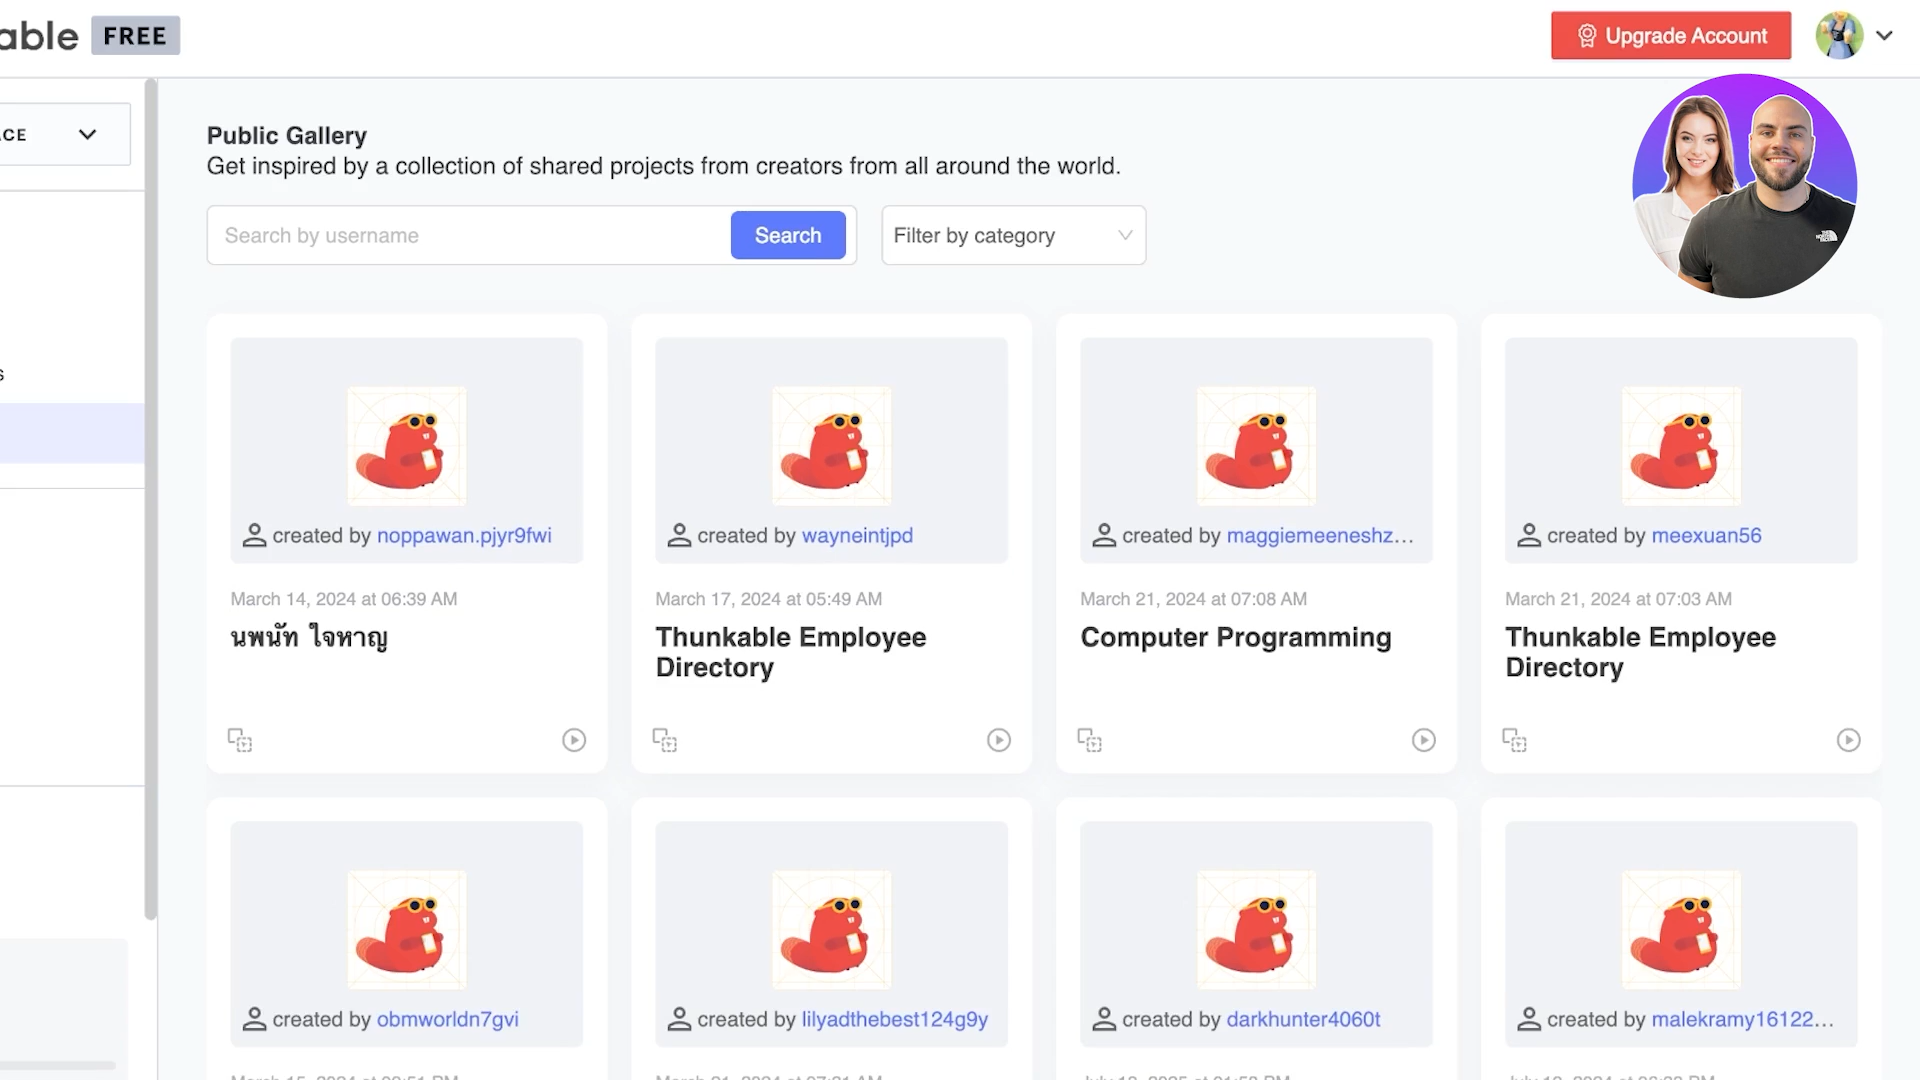 able FREE
Upgrade Account
ACE
Public Gallery
Get inspired by a collection of shared projects from creators from all around the world.
Search by username
Search
Filter by category
THE NORTH FACE
s
created by noppawan.pjyr9fwi
created by wayneintjpd
created by maggiemeeneshz...
created by meexuan56
March 14, 2024 at 06:39 AM
March 17, 2024 at 05:49 AM
March 21, 2024 at 07:08 AM
March 21, 2024 at 07:03 AM
นพนัท ใจหาญ
Thunkable Employee
Directory
Computer Programming
Thunkable Employee
Directory
created by obmworldn7gvi
created by lilyadthebest124g9y
created by darkhunter4060t
created by malekramy16122...